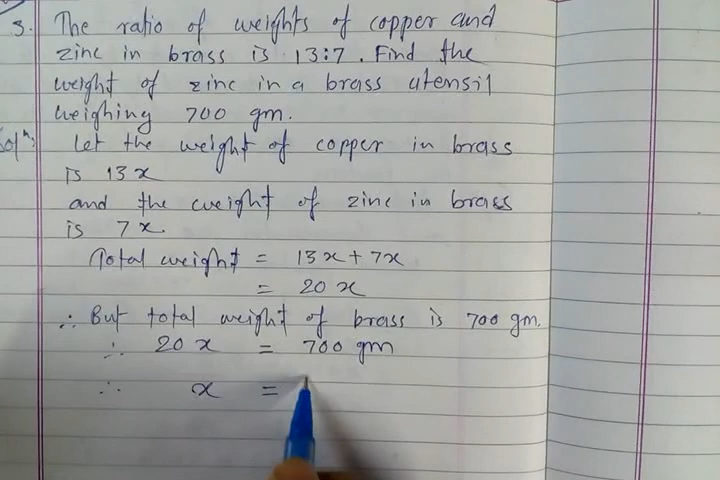 3. The ratio of weights of copper and
zinc in brass is 13:7. Find the
weight of zinc in a brass utensil
weighing 700 gm.
Solⁿ: Let the weight of copper in brass
is 13x
and the weight of zinc in brass
is 7x.
Total weight = 13x + 7x
= 20x
∴ But total weight of brass is 700 gm.
∴ 20x = 700 gm
∴ x =